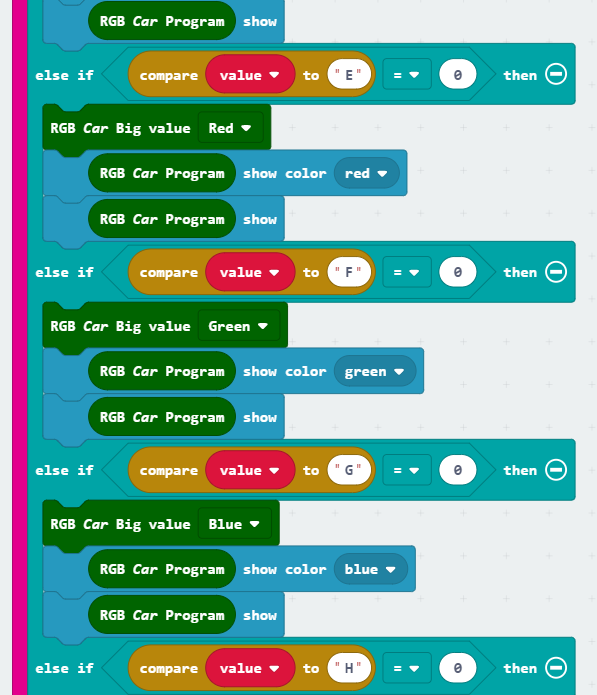 RGB Car Program show
else if compare value to "E" = 0 then
RGB Car Big value Red
RGB Car Program show color red
RGB Car Program show
else if compare value to "F" = 0 then
RGB Car Big value Green
RGB Car Program show color green
RGB Car Program show
else if compare value to "G" = 0 then
RGB Car Big value Blue
RGB Car Program show color blue
RGB Car Program show
else if compare value to "H" = 0 then